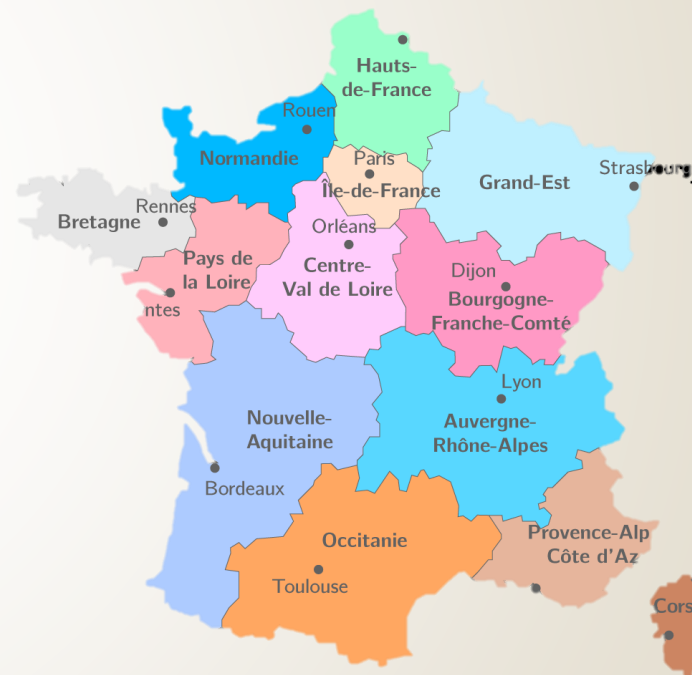 Hauts-
de-France
Rouen
Normandie
Paris
Île-de-France
Grand-Est
Strasbourg
Rennes
Bretagne
Orléans
Pays de
la Loire
Centre-
Val de Loire
Dijon
Bourgogne-
Franche-Comté
ntes
Lyon
Auvergne-
Rhône-Alpes
Nouvelle-
Aquitaine
Bordeaux
Occitanie
Toulouse
Provence-Alp
Côte d'Az
Cors